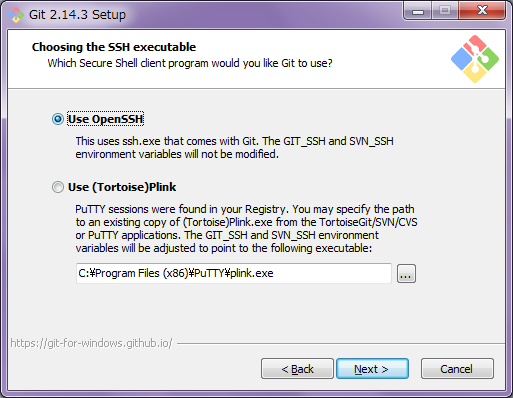 Git 2.14.3 Setup
Choosing the SSH executable
Which Secure Shell client program would you like Git to use?
Use OpenSSH
This uses ssh.exe that comes with Git. The GIT_SSH and SVN_SSH
environment variables will not be modified.
Use (Tortoise)Plink
PuTTY sessions were found in your Registry. You may specify the path
to an existing copy of (Tortoise)Plink.exe from the TortoiseGit/SVN/CVS
or PuTTY applications. The GIT_SSH and SVN_SSH environment
variables will be adjusted to point to the following executable:
C:¥Program Files (x86)¥PuTTY¥plink.exe
...
https://git-for-windows.github.io/
< Back
Next >
Cancel